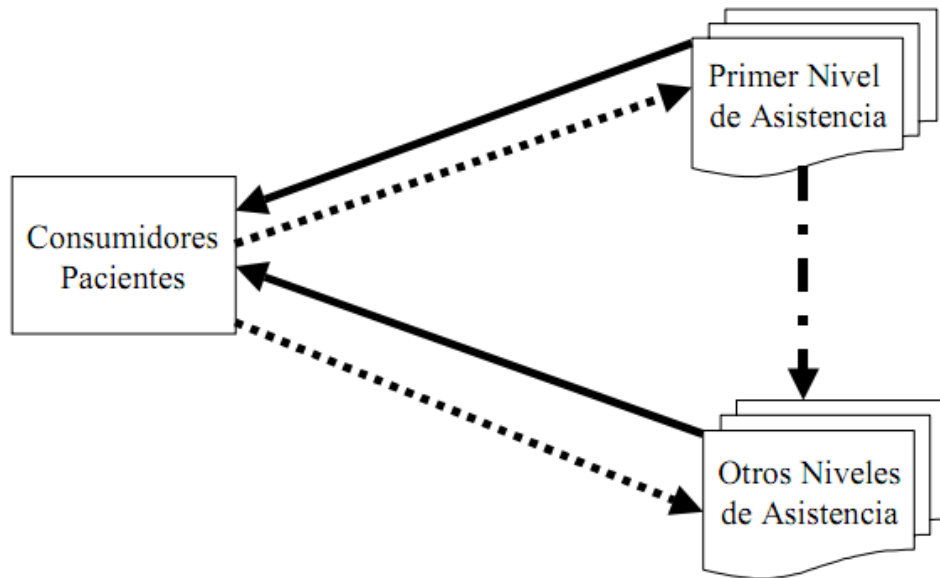 Primer Nivel
de Asistencia
Consumidores
Pacientes
Otros Niveles
de Asistencia